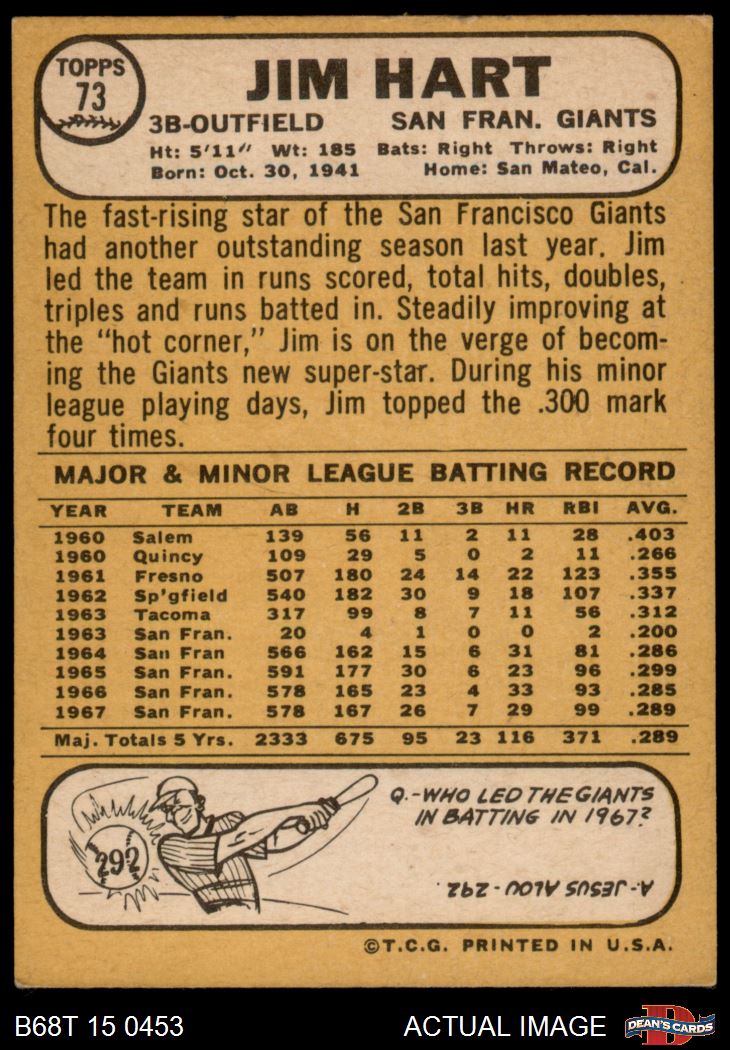 TOPPS
73
JIM HART
3B-OUTFIELD SAN FRAN. GIANTS
Ht: 5'11" Wt: 185 Bats: Right Throws: Right
Born: Oct. 30, 1941 Home: San Mateo, Cal.
The fast-rising star of the San Francisco Giants
had another outstanding season last year. Jim
led the team in runs scored, total hits, doubles,
triples and runs batted in. Steadily improving at
the "hot corner," Jim is on the verge of becom-
ing the Giants new super-star. During his minor
league playing days, Jim topped the .300 mark
four times.
MAJOR & MINOR LEAGUE BATTING RECORD
YEAR TEAM AB H 2B 3B HR RBI AVG.
1960 Salem 139 56 11 2 11 28 .403
1960 Quincy 109 29 5 0 2 11 .266
1961 Fresno 507 180 24 14 22 123 .355
1962 Sp'gfield 540 182 30 9 18 107 .337
1963 Tacoma 317 99 8 7 11 56 .312
1963 San Fran. 20 4 1 0 0 2 .200
1964 San Fran 566 162 15 6 31 81 .286
1965 San Fran. 591 177 30 6 23 96 .299
1966 San Fran. 578 165 23 4 33 93 .285
1967 San Fran. 578 167 26 7 29 99 .289
Maj. Totals 5 Yrs. 2333 675 95 23 116 371 .289
Q.-WHO LED THE GIANTS
IN BATTING IN 1967?
292
A-JESUS ALOU-292.
©T.C.G. PRINTED IN U.S.A.
B68T 15 0453 ACTUAL IMAGE D DEAN'S CARDS